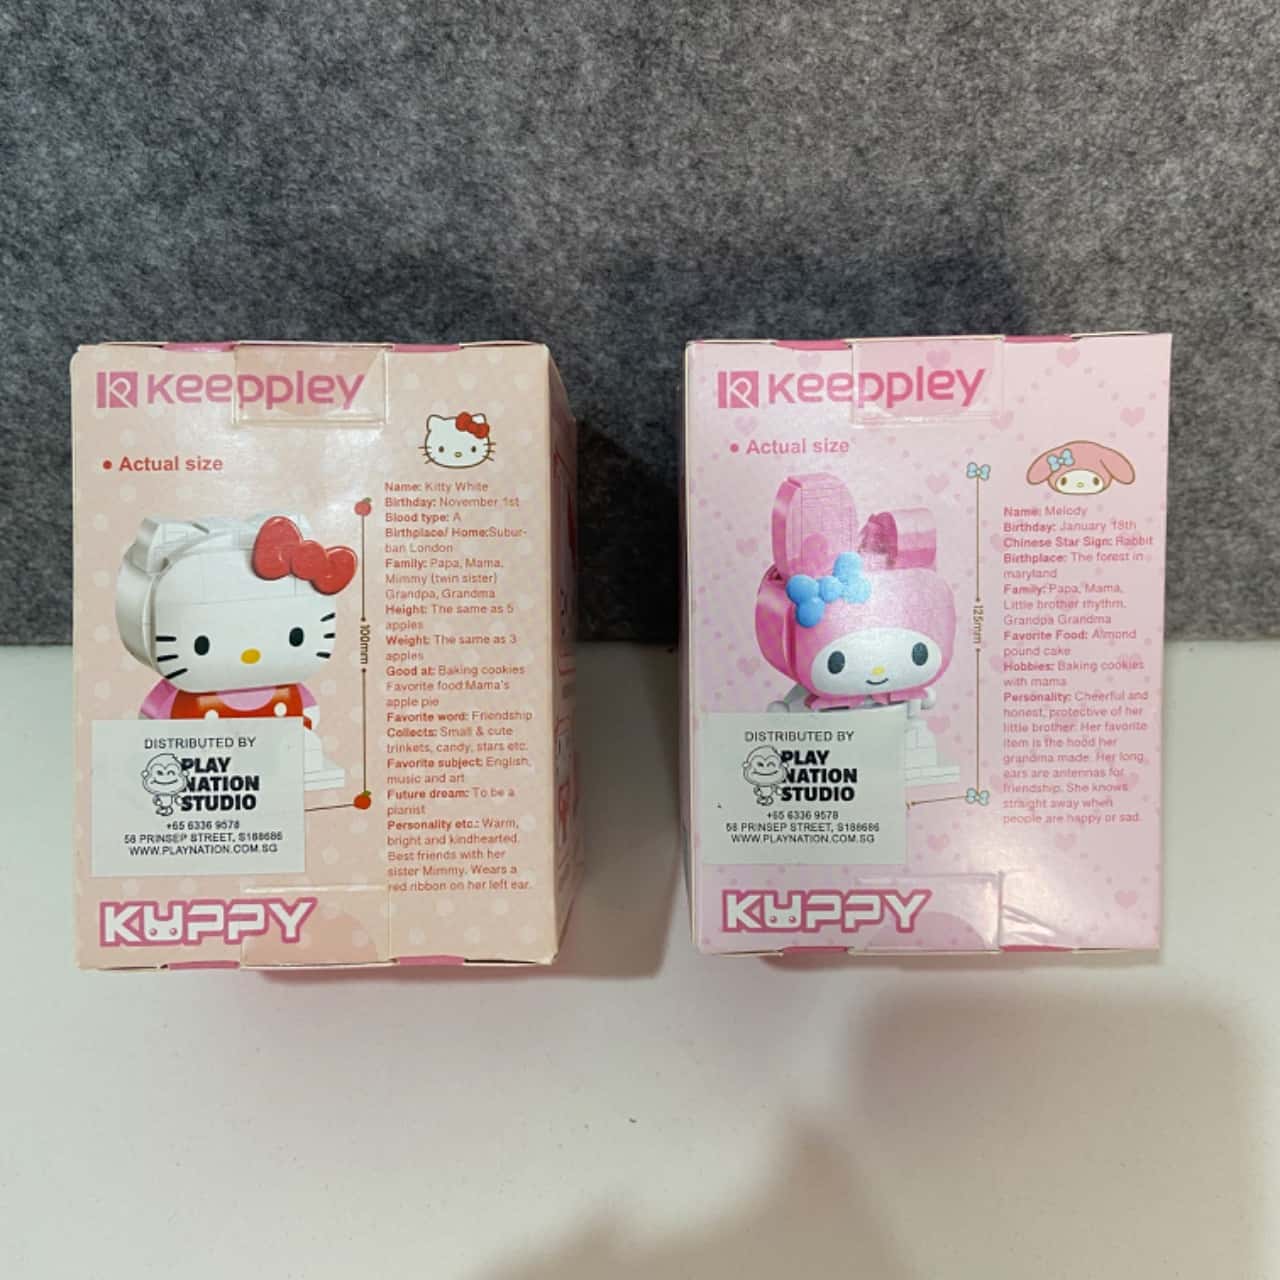 Keeppley
• Actual size
Name: Kitty White
Birthday: November 1st
Blood type: A
Birthplace/ Home:Subur-
ban London
Family: Papa, Mama,
Mimmy (twin sister)
Grandpa, Grandma
Height: The same as 5
apples
Weight: The same as 3
apples
Good at: Baking cookies
Favorite food:Mama's
apple pie
Favorite word: Friendship
Collects: Small & cute
trinkets, candy, stars etc.
Favorite subject: English,
music and art
Future dream: To be a
pianist
Personality etc.: Warm,
bright and kindhearted.
Best friends with her
sister Mimmy. Wears a
red ribbon on her left ear.
100mm
DISTRIBUTED BY
PLAY
NATION
STUDIO
+65 6336 9578
58 PRINSEP STREET, S188686
WWW.PLAYNATION.COM.SG
KUPPY
Keeppley
• Actual size
Name: Melody
Birthday: January 18th
Chinese Star Sign: Rabbit
Birthplace: The forest in
maryland
Family: Papa, Mama,
Little brother rhythm,
Grandpa Grandma
Favorite Food: Almond
pound cake
Hobbies: Baking cookies
with mama
Personality: Cheerful and
honest, protective of her
little brother. Her favorite
item is the hood her
grandma made. Her long
ears are antennas for
friendship. She knows
straight away when
people are happy or sad.
125mm
DISTRIBUTED BY
PLAY
NATION
STUDIO
+65 6336 9578
58 PRINSEP STREET, S188686
WWW.PLAYNATION.COM.SG
KUPPY